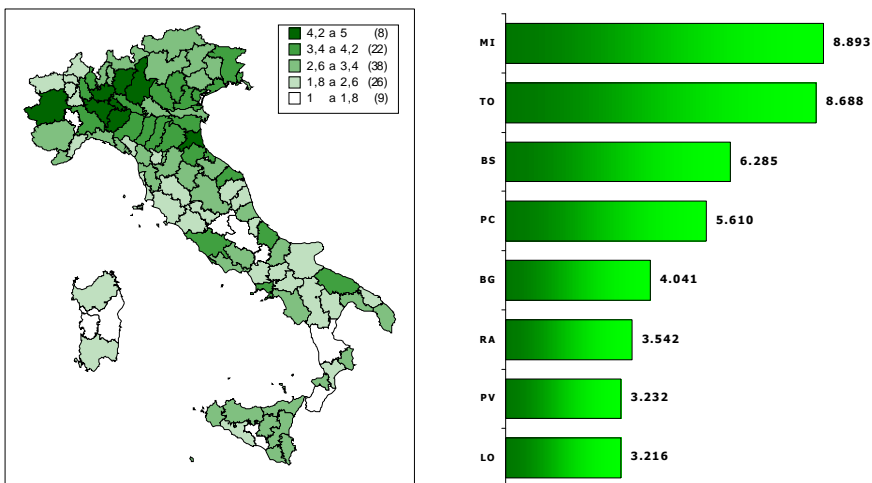 4,2 a 5 (8)
3,4 a 4,2 (22)
2,6 a 3,4 (38)
1,8 a 2,6 (26)
1 a 1,8 (9)
MI 8.893
TO 8.688
BS 6.285
PC 5.610
BG 4.041
RA 3.542
PV 3.232
LO 3.216